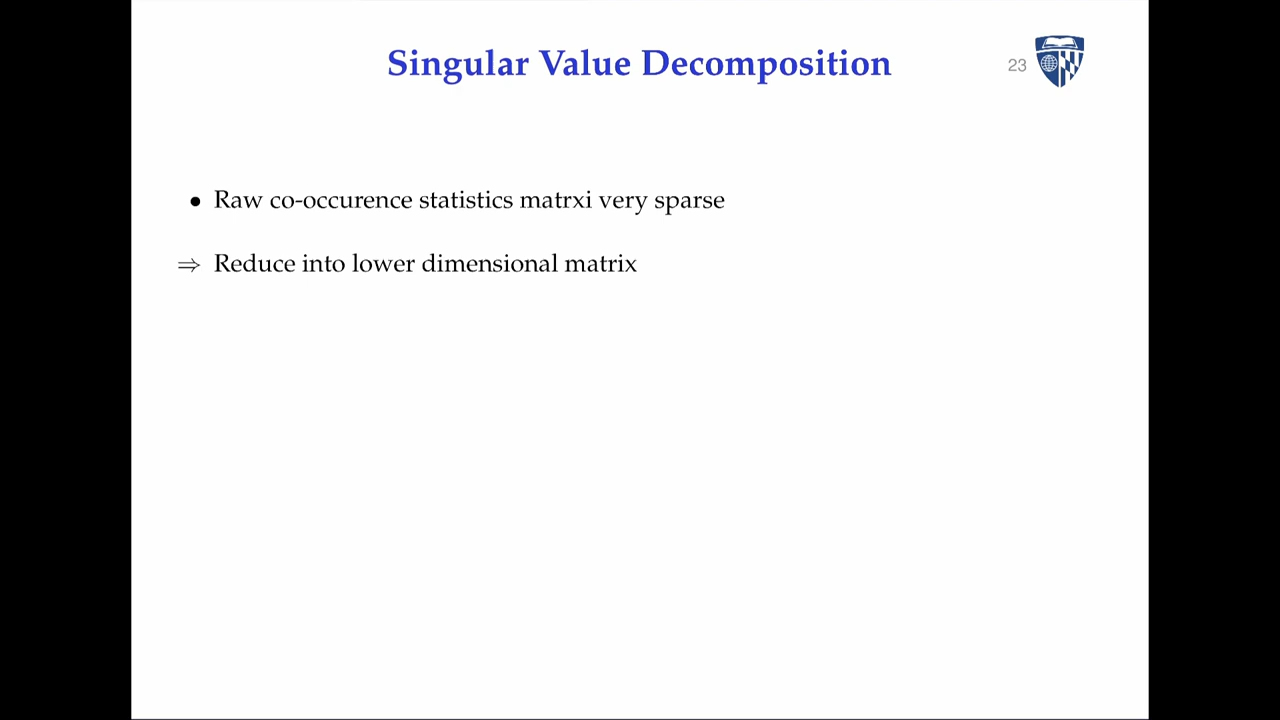 Singular Value Decomposition
23
• Raw co-occurence statistics matrxi very sparse
⇒ Reduce into lower dimensional matrix